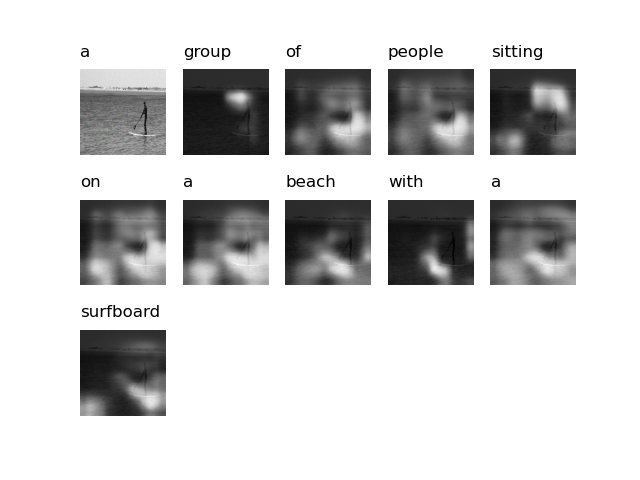 a group of people sitting
on a beach with a
surfboard